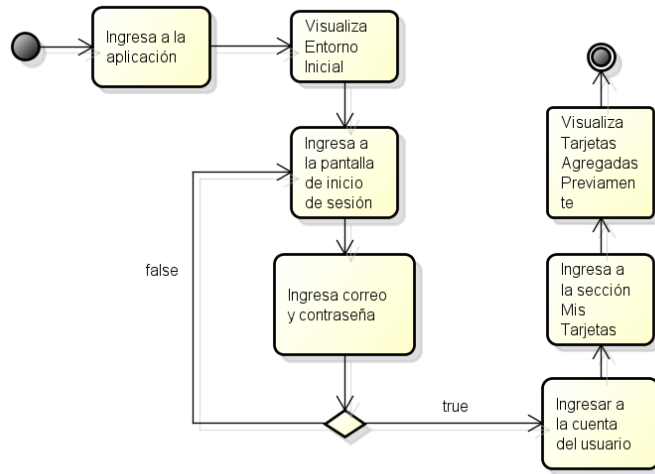 Ingresa a la
aplicación
Visualiza
Entorno
Inicial
Ingresa a
la pantalla
de inicio
de sesión
Ingresa correo
y contraseña
false
true
Ingresar a
la cuenta
del usuario
Ingresa a
la sección
Mis
Tarjetas
Visualiza
Tarjetas
Agregadas
Previamen
te